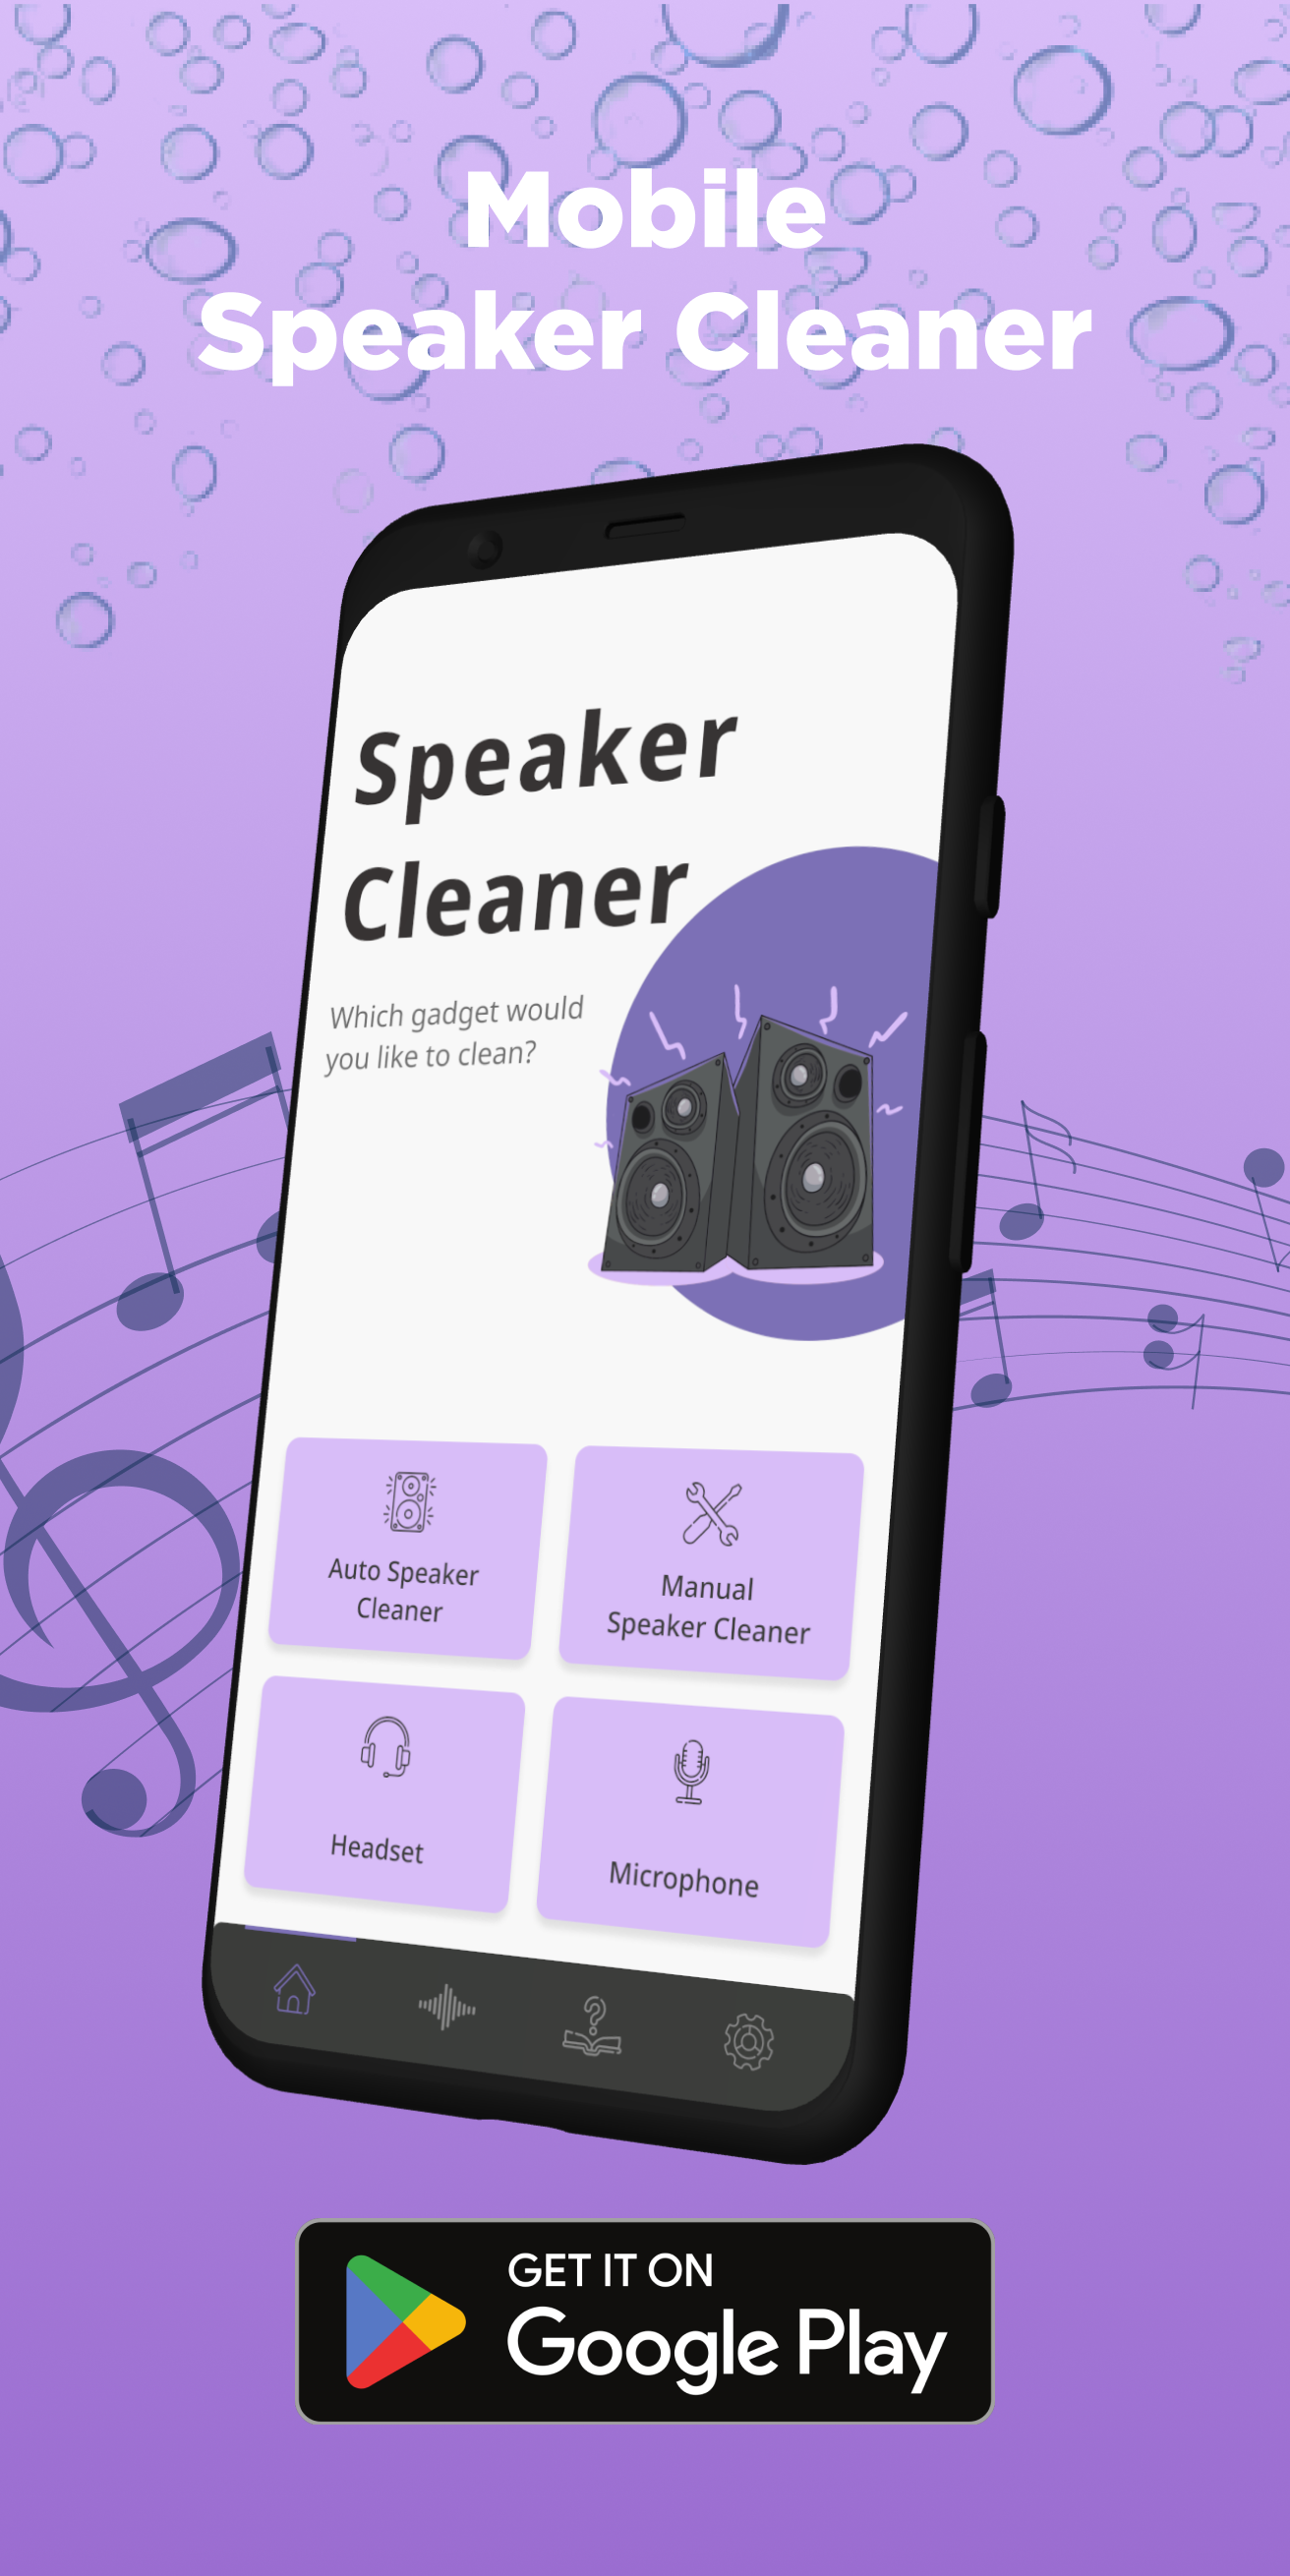 Mobile
Speaker Cleaner
Speaker
Cleaner
Which gadget would
you like to clean?
Auto Speaker
Cleaner
Manual
Speaker Cleaner
Headset
Microphone
GET IT ON
Google Play